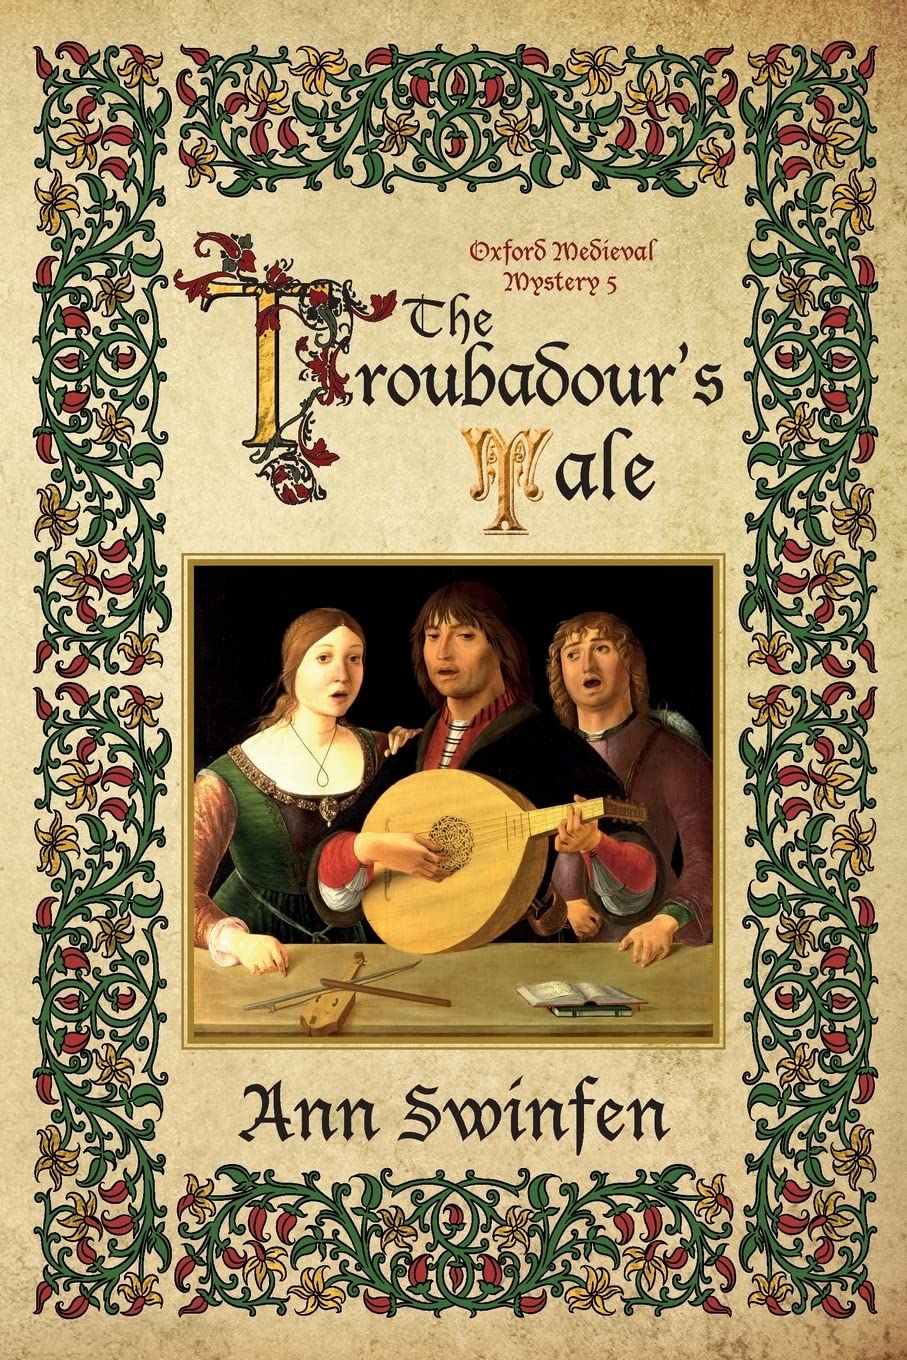 Oxford Medieval
Mystery 5
The
Troubadour's
Tale
Ann Swinfen